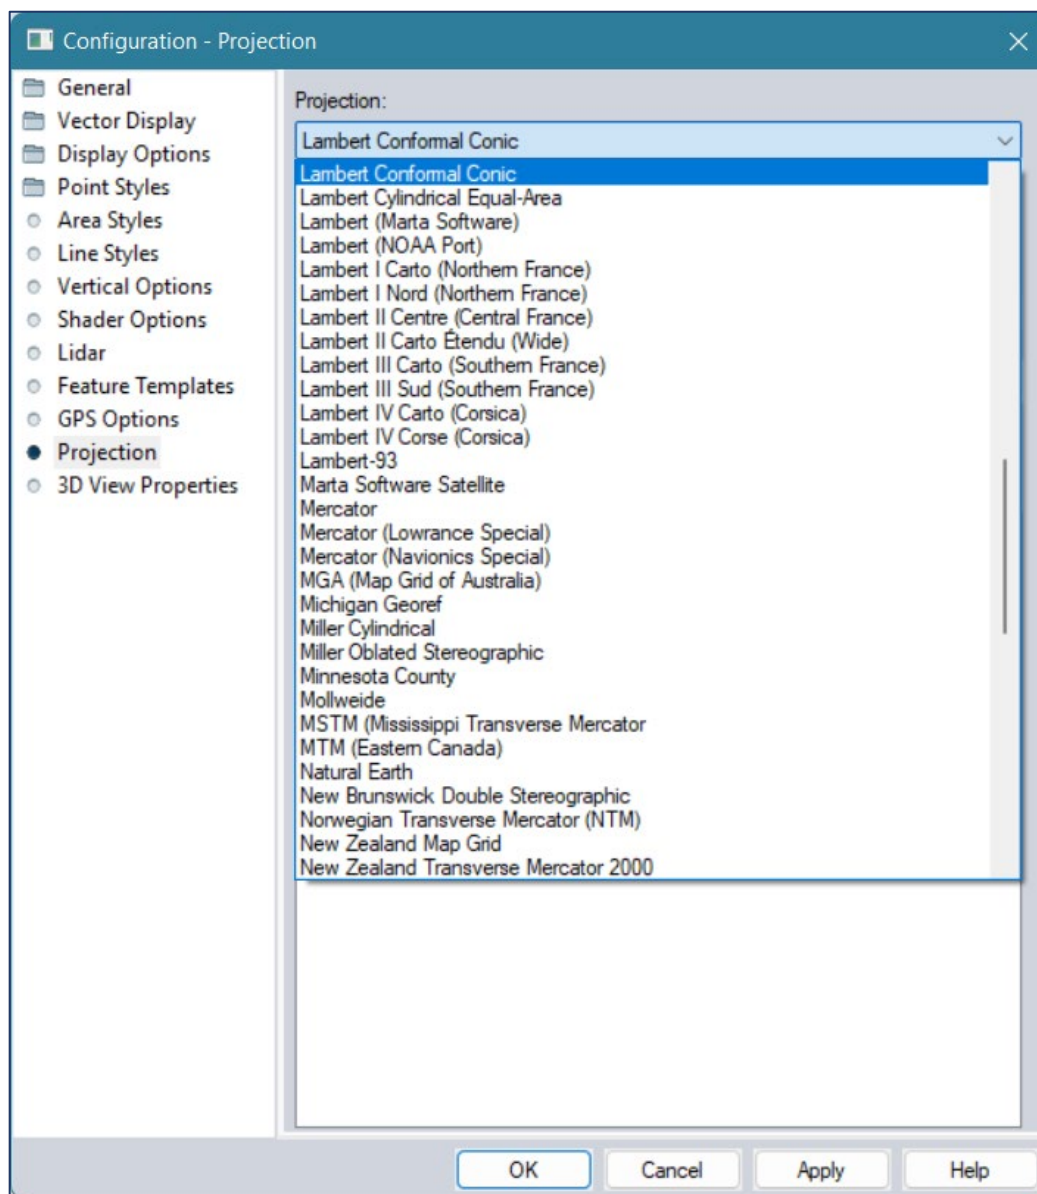 Configuration - Projection
General
Vector Display
Display Options
Point Styles
Area Styles
Line Styles
Vertical Options
Shader Options
Lidar
Feature Templates
GPS Options
Projection
3D View Properties
Projection:
Lambert Conformal Conic
Lambert Conformal Conic
Lambert Cylindrical Equal-Area
Lambert (Marta Software)
Lambert (NOAA Port)
Lambert I Carto (Northern France)
Lambert I Nord (Northern France)
Lambert II Centre (Central France)
Lambert II Carto Étendu (Wide)
Lambert III Carto (Southern France)
Lambert III Sud (Southern France)
Lambert IV Carto (Corsica)
Lambert IV Corse (Corsica)
Lambert-93
Marta Software Satellite
Mercator
Mercator (Lowrance Special)
Mercator (Navionics Special)
MGA (Map Grid of Australia)
Michigan Georef
Miller Cylindrical
Miller Oblated Stereographic
Minnesota County
Mollweide
MSTM (Mississippi Transverse Mercator
MTM (Eastern Canada)
Natural Earth
New Brunswick Double Stereographic
Norwegian Transverse Mercator (NTM)
New Zealand Map Grid
New Zealand Transverse Mercator 2000
OK
Cancel
Apply
Help